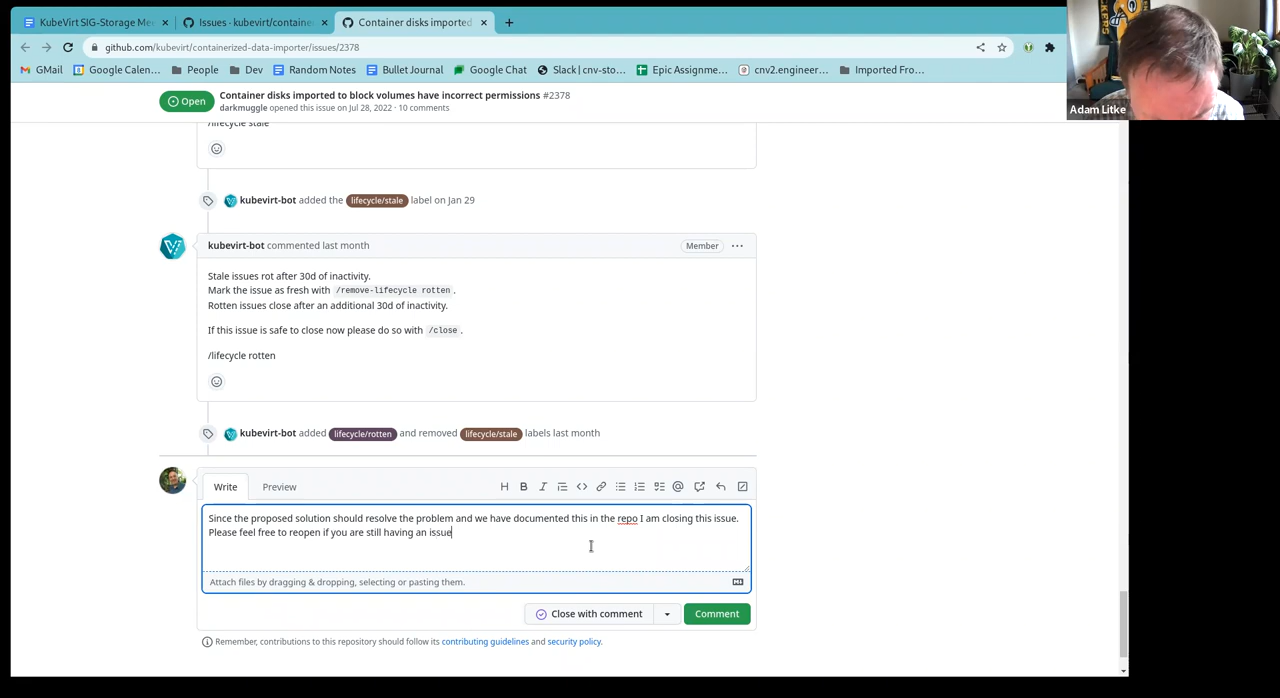 KubeVirt SIG-Storage Me
Issues · kubevirt/containe
Container disks imported
github.com/kubevirt/containerized-data-importer/issues/2378
GMail
Google Calen...
People
Dev
Random Notes
Bullet Journal
Google Chat
Slack | cnv-sto...
Epic Assignme...
cnv2.engineer...
Imported Fro...
Adam Litke
Open
Container disks imported to block volumes have incorrect permissions #2378
darkmuggle opened this issue on Jul 28, 2022 · 10 comments
/lifecycle stale
kubevirt-bot added the lifecycle/stale label on Jan 29
kubevirt-bot commented last month
Member
Stale issues rot after 30d of inactivity.
Mark the issue as fresh with /remove-lifecycle rotten .
Rotten issues close after an additional 30d of inactivity.
If this issue is safe to close now please do so with /close .
/lifecycle rotten
kubevirt-bot added lifecycle/rotten and removed lifecycle/stale labels last month
Write
Preview
Since the proposed solution should resolve the problem and we have documented this in the repo I am closing this issue.
Please feel free to reopen if you are still having an issue
Attach files by dragging & dropping, selecting or pasting them.
Close with comment
Comment
Remember, contributions to this repository should follow its contributing guidelines and security policy.